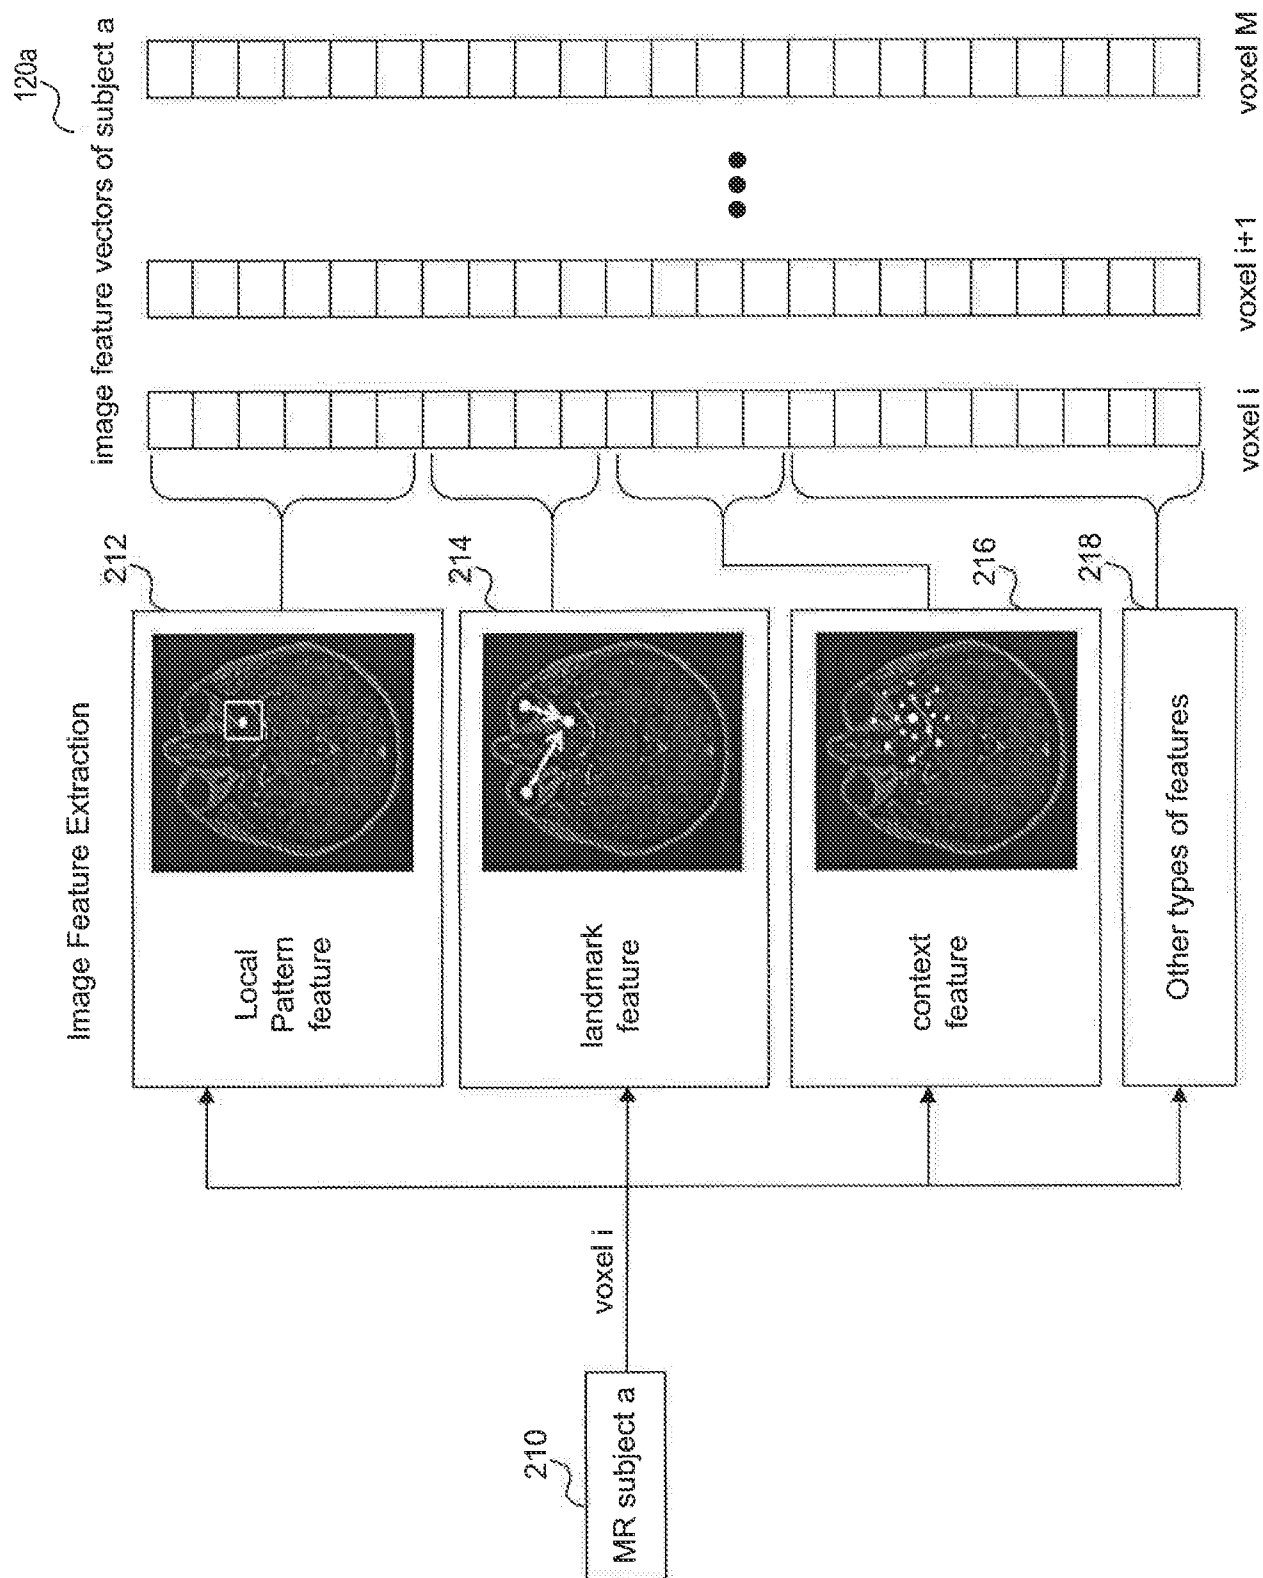 210
MR subject a
voxel i
Image Feature Extraction
212
Local
Pattern
feature
214
landmark
feature
216
context
feature
218
Other types of features
120a
image feature vectors of subject a
voxel i
voxel i+1
voxel M